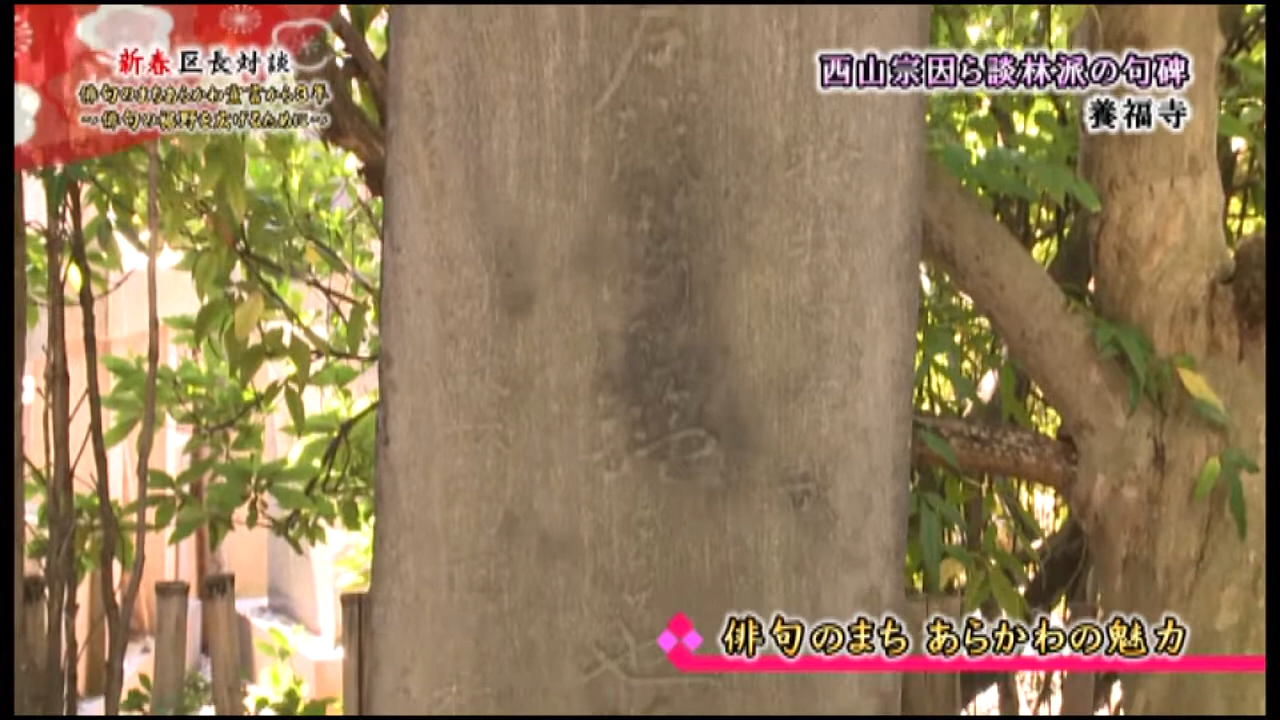 新春区長対談
俳句のまちあらかわ宣言から3年
～俳句の裾野を広げるために～
西山宗因ら談林派の句碑
養福寺
俳句のまち あらかわの魅力